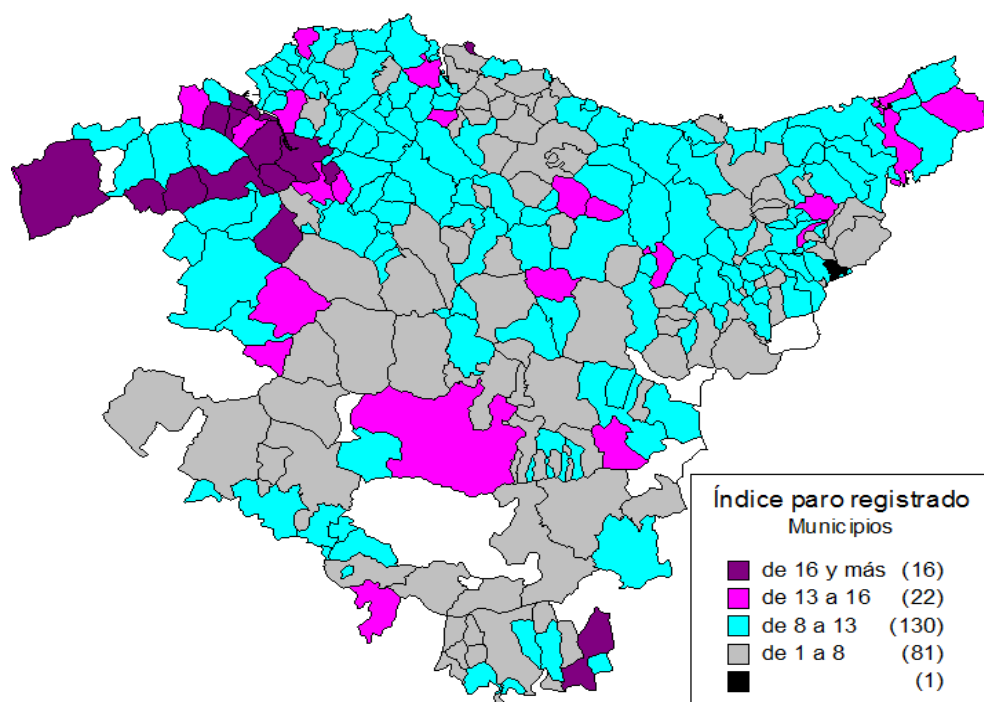 Índice paro registrado
Municipios
de 16 y más (16)
de 13 a 16 (22)
de 8 a 13 (130)
de 1 a 8 (81)
(1)